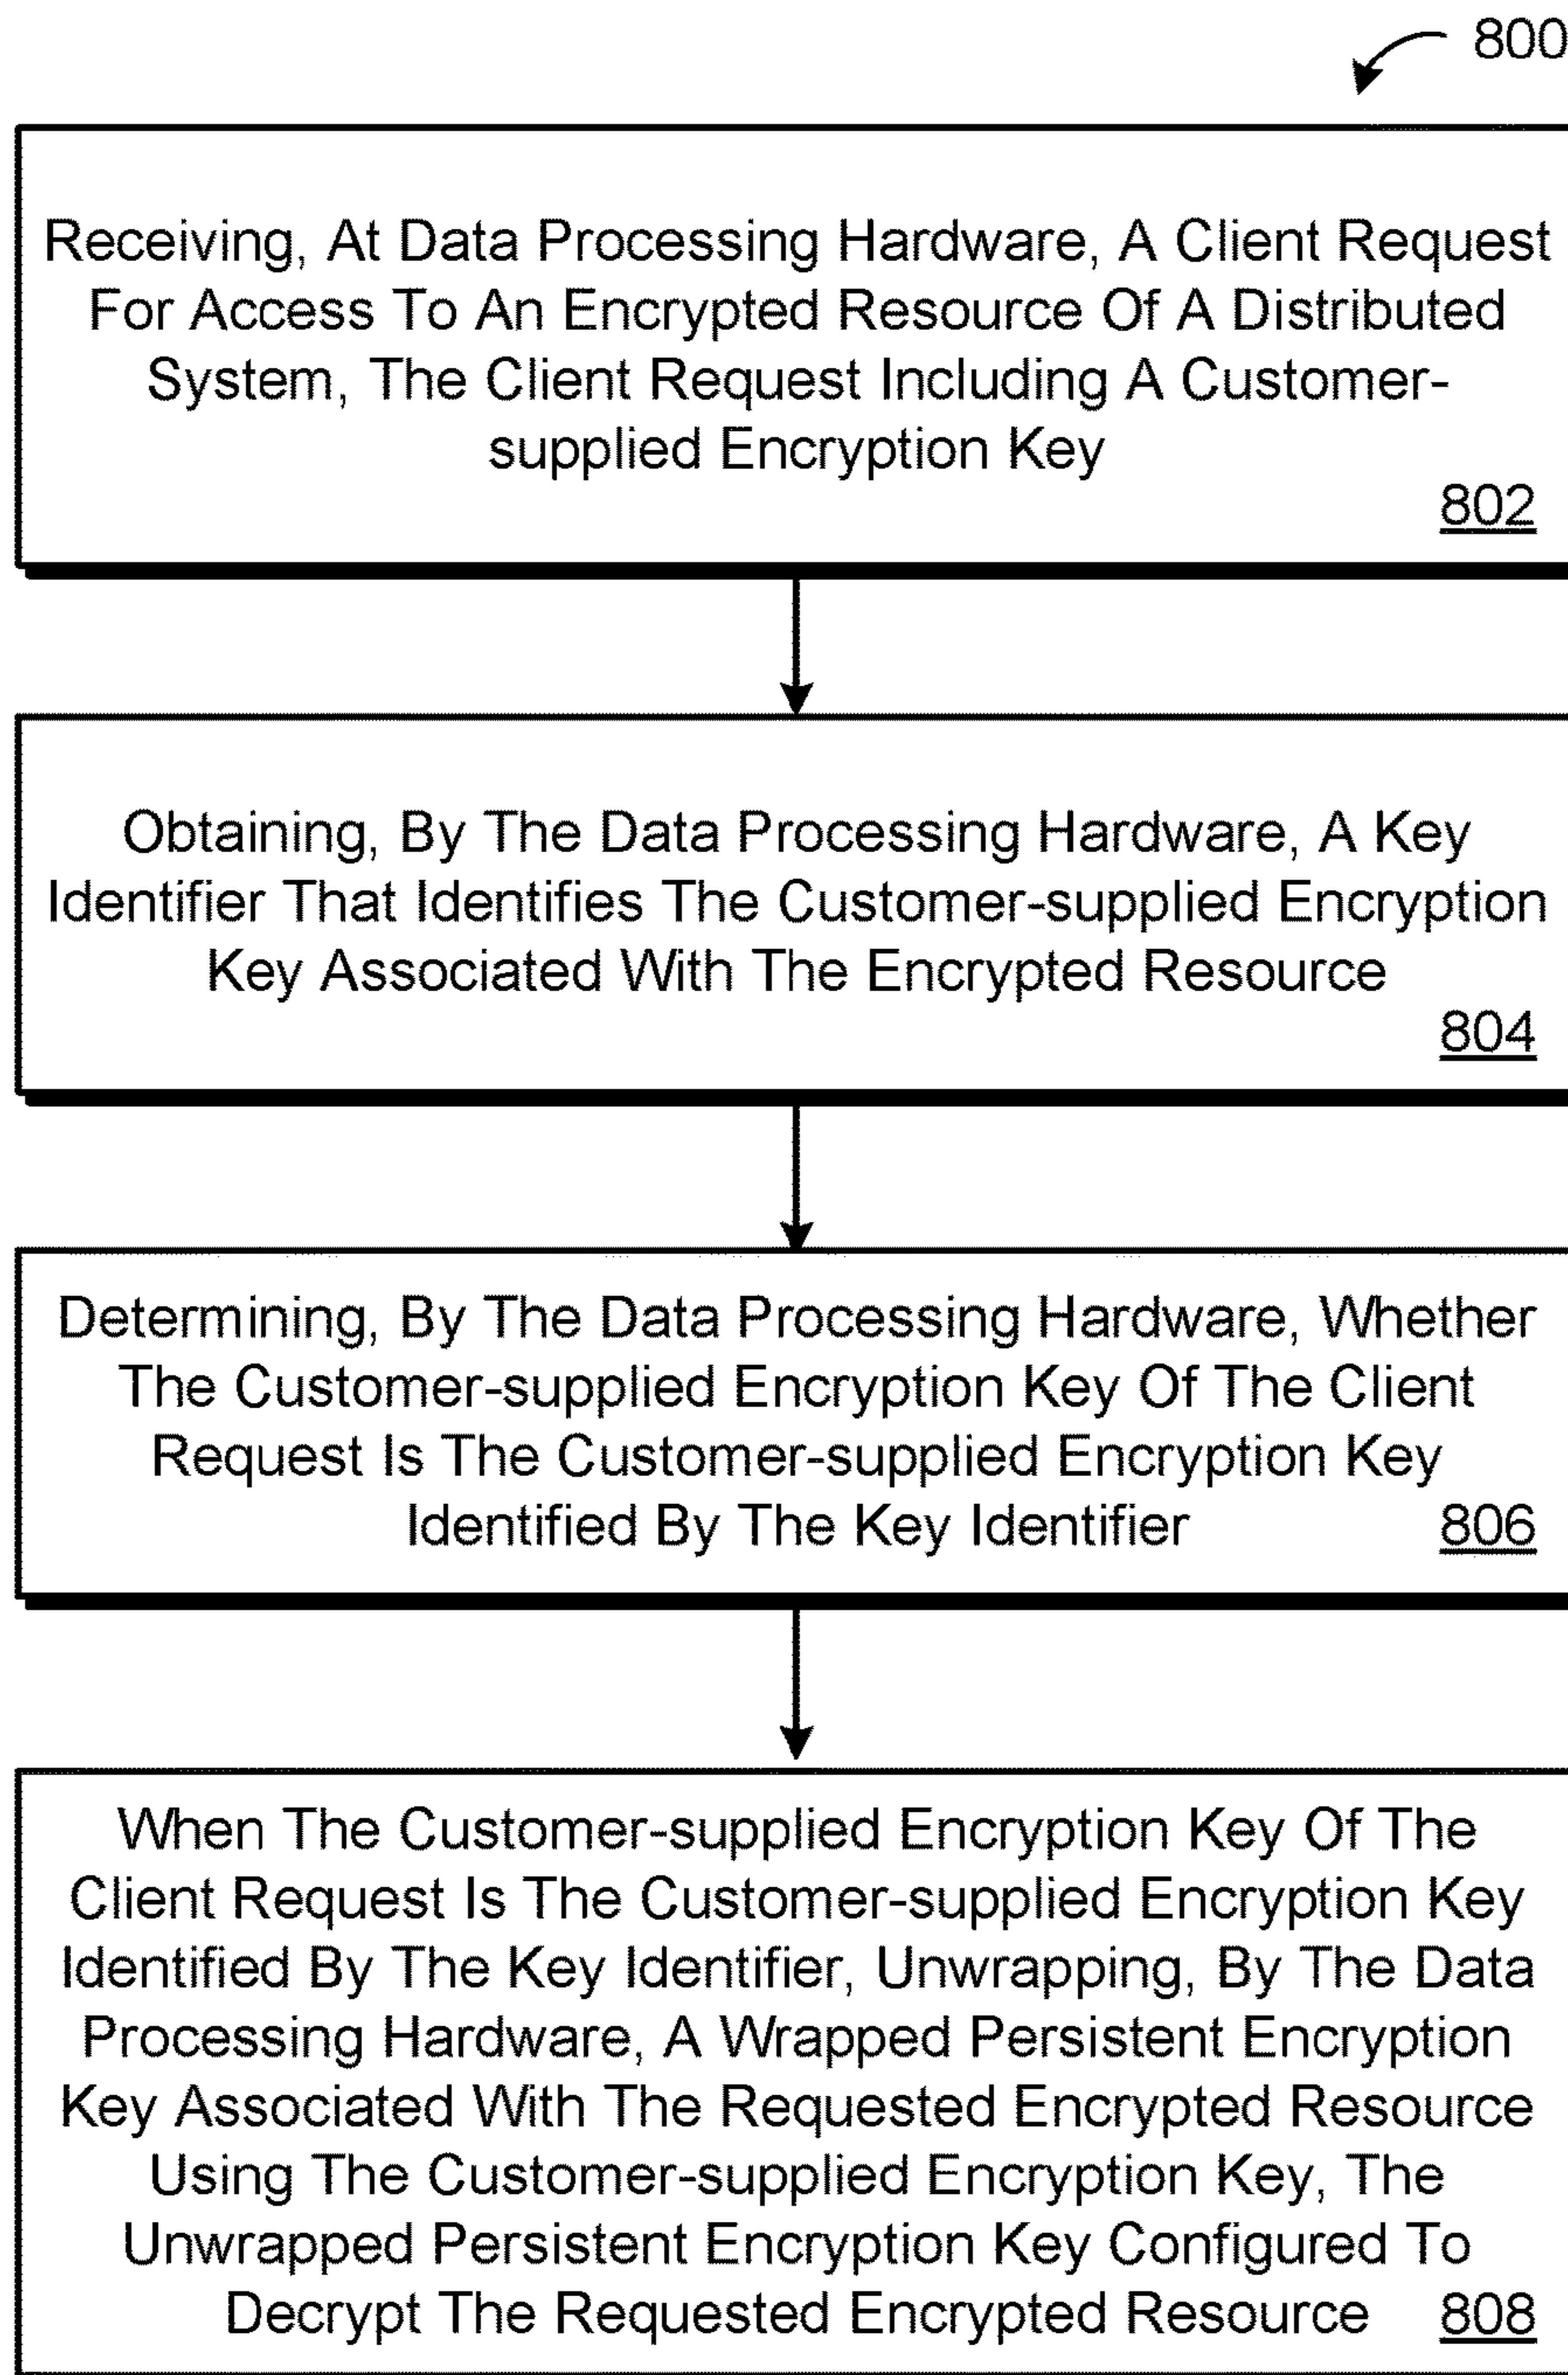 800
Receiving, At Data Processing Hardware, A Client Request
For Access To An Encrypted Resource Of A Distributed
System, The Client Request Including A Customer-
supplied Encryption Key
802
Obtaining, By The Data Processing Hardware, A Key
Identifier That Identifies The Customer-supplied Encryption
Key Associated With The Encrypted Resource
804
Determining, By The Data Processing Hardware, Whether
The Customer-supplied Encryption Key Of The Client
Request Is The Customer-supplied Encryption Key
Identified By The Key Identifier 806
When The Customer-supplied Encryption Key Of The
Client Request Is The Customer-supplied Encryption Key
Identified By The Key Identifier, Unwrapping, By The Data
Processing Hardware, A Wrapped Persistent Encryption
Key Associated With The Requested Encrypted Resource
Using The Customer-supplied Encryption Key, The
Unwrapped Persistent Encryption Key Configured To
Decrypt The Requested Encrypted Resource 808